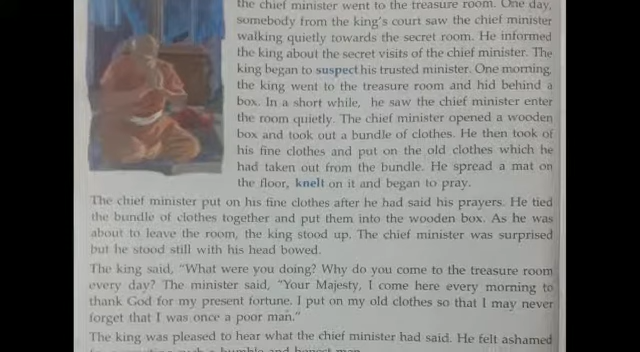 the chief minister went to the treasure room. One day,
somebody from the king's court saw the chief minister
walking quietly towards the secret room. He informed
the king about the secret visits of the chief minister. The
king began to suspect his trusted minister. One morning,
the king went to the treasure room and hid behind a
box. In a short while, he saw the chief minister enter
the room quietly. The chief minister opened a wooden
box and took out a bundle of clothes. He then took of
his fine clothes and put on the old clothes which he
had taken out from the bundle. He spread a mat on
the floor, knelt on it and began to pray.
The chief minister put on his fine clothes after he had said his prayers. He tied
the bundle of clothes together and put them into the wooden box. As he was
about to leave the room, the king stood up. The chief minister was surprised
but he stood still with his head bowed.
The king said, "What were you doing? Why do you come to the treasure room
every day? The minister said, "Your Majesty, I come here every morning to
thank God for my present fortune. I put on my old clothes so that I may never
forget that I was once a poor man."
The king was pleased to hear what the chief minister had said. He felt ashamed
humble and honest man